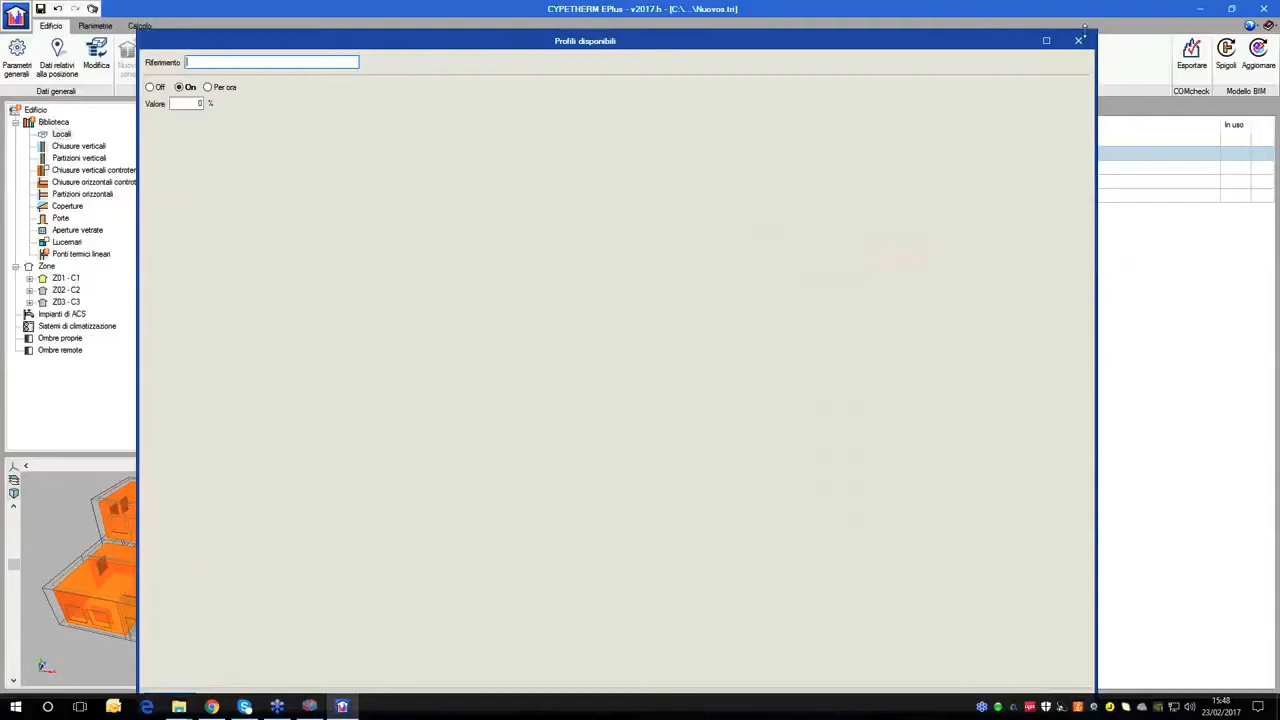 CYPETHERM EPlus - v2017.h - [C:\...\Nuovos.tri]
Edificio
Planimetrie
Calcolo
Parametri generali
Dati relativi alla posizione
Modifica
Dati generali
Esportare
Spigoli
Aggiornare
COMcheck
Modello BIM
Profili disponibili
Riferimento
Off
On
Per ora
Valore
0
%
In uso
Edificio
Biblioteca
Locali
Chiusure verticali
Partizioni verticali
Chiusure verticali controter
Chiusure orizzontali controt
Partizioni orizzontali
Coperture
Porte
Aperture vetrate
Lucernari
Ponti termici lineari
Zone
Z01 - C1
Z02 - C2
Z03 - C3
Impianti di ACS
Sistemi di climatizzazione
Ombre proprie
Ombre remote
15:48
23/02/2017